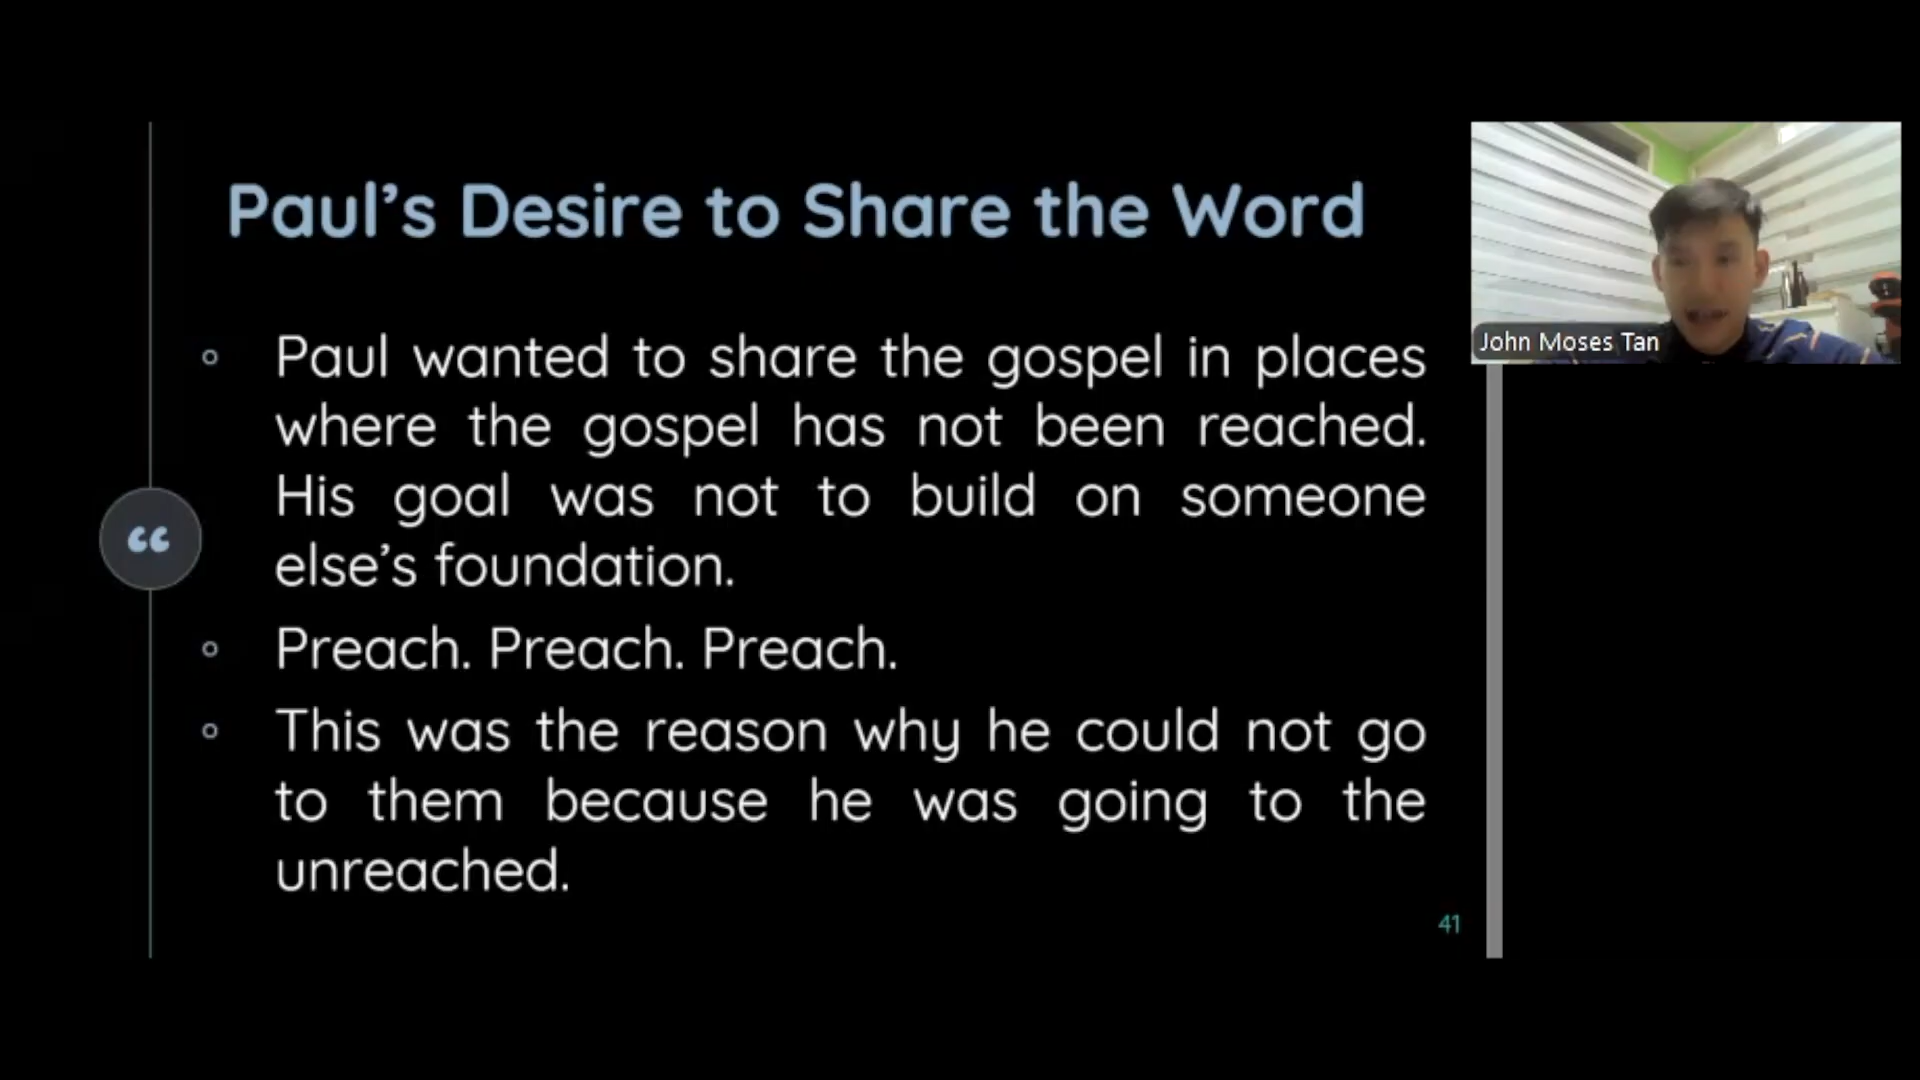 Paul’s Desire to Share the Word
Paul wanted to share the gospel in places
where the gospel has not been reached.
His goal was not to build on someone
else’s foundation.
Preach. Preach. Preach.
This was the reason why he could not go
to them because he was going to the
unreached.
41
John Moses Tan